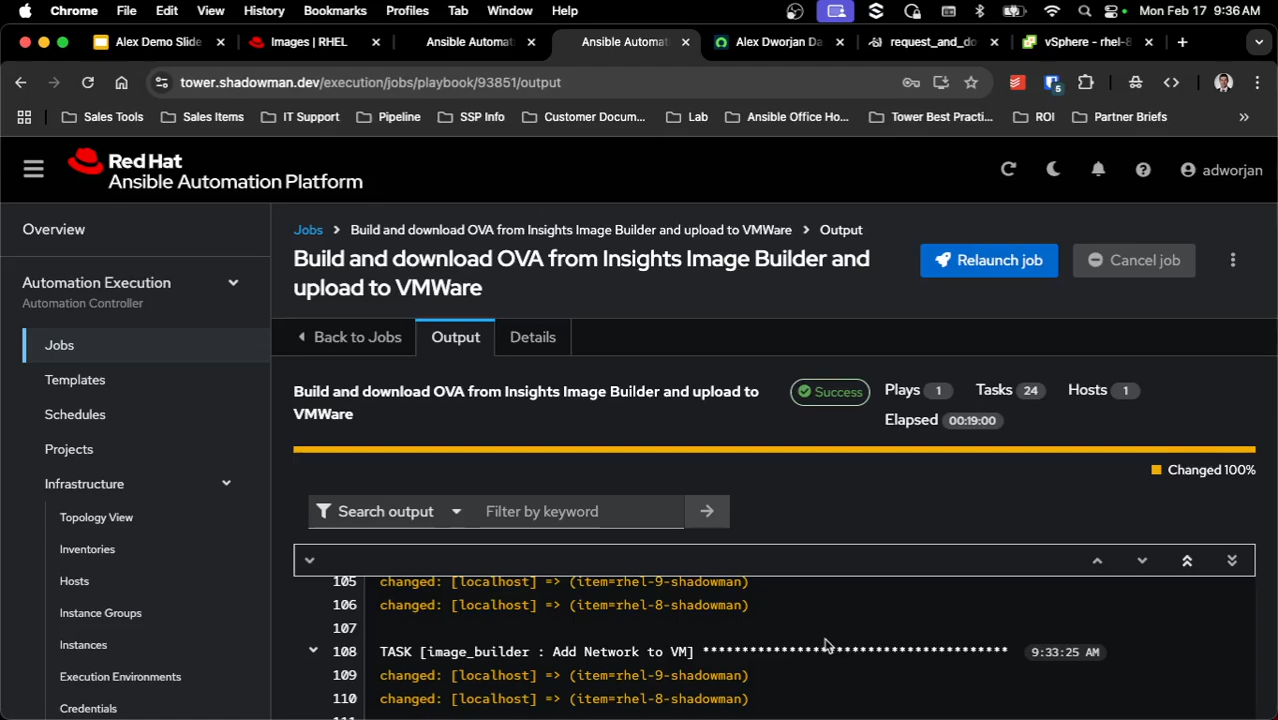 Chrome File Edit View History Bookmarks Profiles Tab Window Help Mon Feb 17 9:36 AM
Alex Demo Slide Images | RHEL Ansible Automat Ansible Automat Alex Dworjan Da request_and_do vSphere - rhel-8
tower.shadowman.dev/execution/jobs/playbook/93851/output 5
Sales Tools Sales Items IT Support Pipeline SSP Info Customer Docum... Lab Ansible Office Ho... Tower Best Practi... ROI Partner Briefs
Red Hat
Ansible Automation Platform
adworjan
Overview
Automation Execution
Automation Controller
Jobs
Templates
Schedules
Projects
Infrastructure
Topology View
Inventories
Hosts
Instance Groups
Instances
Execution Environments
Credentials
Jobs Build and download OVA from Insights Image Builder and upload to VMWare Output
Build and download OVA from Insights Image Builder and
upload to VMWare
Relaunch job Cancel job
Back to Jobs Output Details
Build and download OVA from Insights Image Builder and upload to
VMWare
Success Plays 1 Tasks 24 Hosts 1
Elapsed 00:19:00
Changed 100%
Search output Filter by keyword
105 changed: [localhost] => (item=rhel-9-shadowman)
106 changed: [localhost] => (item=rhel-8-shadowman)
107
108 TASK [image_builder : Add Network to VM] *************************************** 9:33:25 AM
109 changed: [localhost] => (item=rhel-9-shadowman)
110 changed: [localhost] => (item=rhel-8-shadowman)